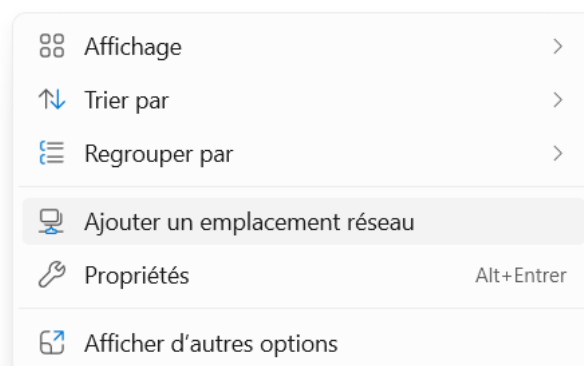 Affichage
Trier par
Regrouper par
Ajouter un emplacement réseau
Propriétés Alt+Entrer
Afficher d’autres options